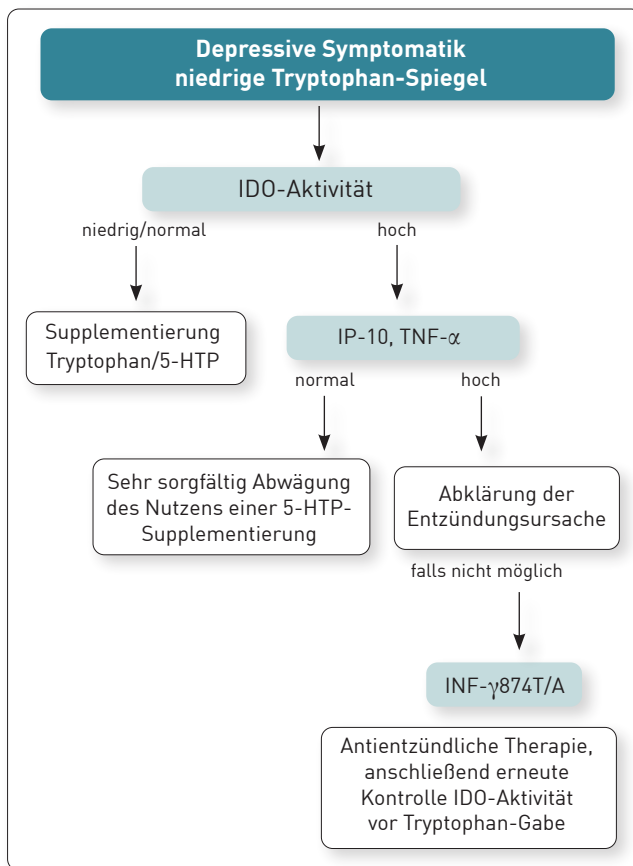 Depressive Symptomatik
niedrige Tryptophan-Spiegel
IDO-Aktivität
niedrig/normal
hoch
Supplementierung
Tryptophan/5-HTP
IP-10, TNF-α
normal
hoch
Sehr sorgfältig Abwägung
des Nutzens einer 5-HTP-
Supplementierung
Abklärung der
Entzündungsursache
falls nicht möglich
INF-γ874T/A
Antientzündliche Therapie,
anschließend erneute
Kontrolle IDO-Aktivität
vor Tryptophan-Gabe